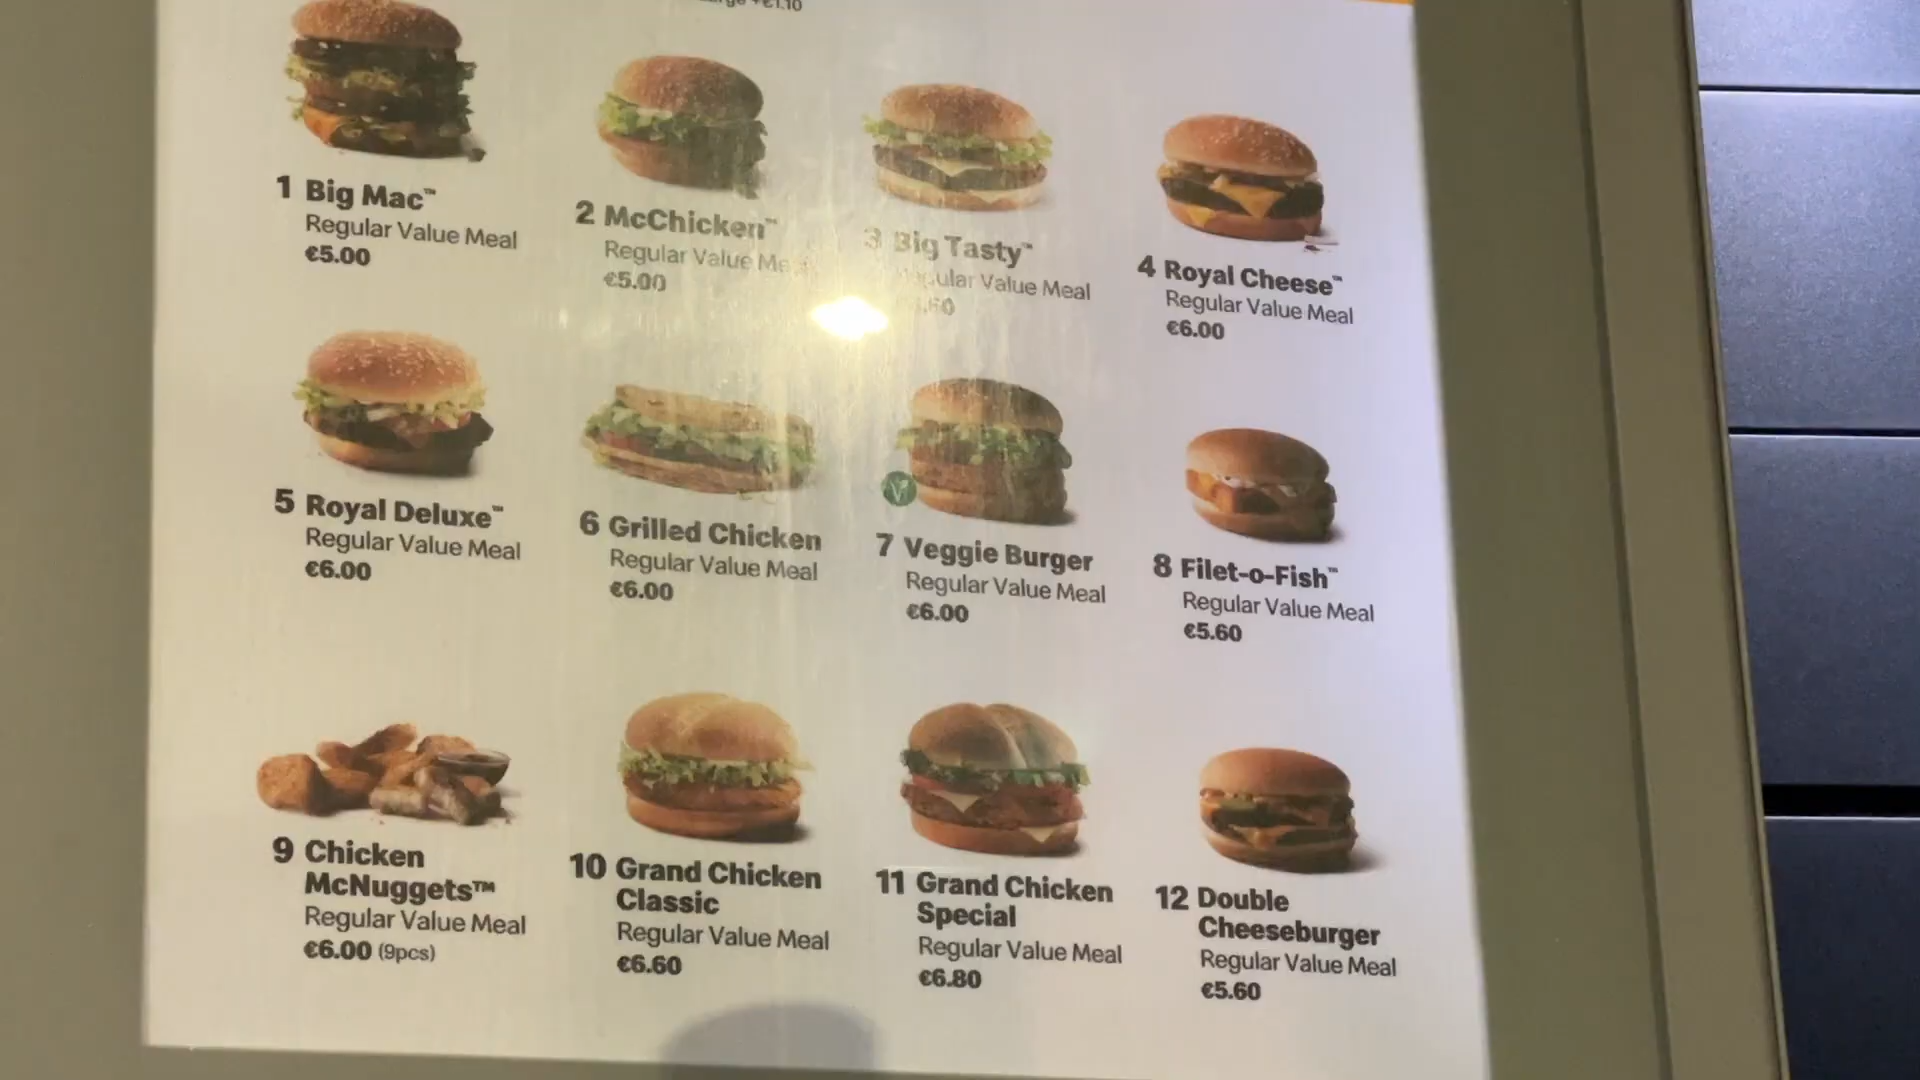 +€1.10
1 Big Mac™
Regular Value Meal
€5.00
2 McChicken™
Regular Value
€5.00
3 Big Tasty™
Value Meal
4 Royal Cheese™
Regular Value Meal
€6.00
5 Royal Deluxe™
Regular Value Meal
€6.00
6 Grilled Chicken
Regular Value Meal
€6.00
7 Veggie Burger
Regular Value Meal
€6.00
8 Filet-o-Fish™
Regular Value Meal
€5.60
9 Chicken
McNuggets™
Regular Value Meal
€6.00 (9pcs)
10 Grand Chicken
Classic
Regular Value Meal
€6.60
11 Grand Chicken
Special
Regular Value Meal
€6.80
12 Double
Cheeseburger
Regular Value Meal
€5.60